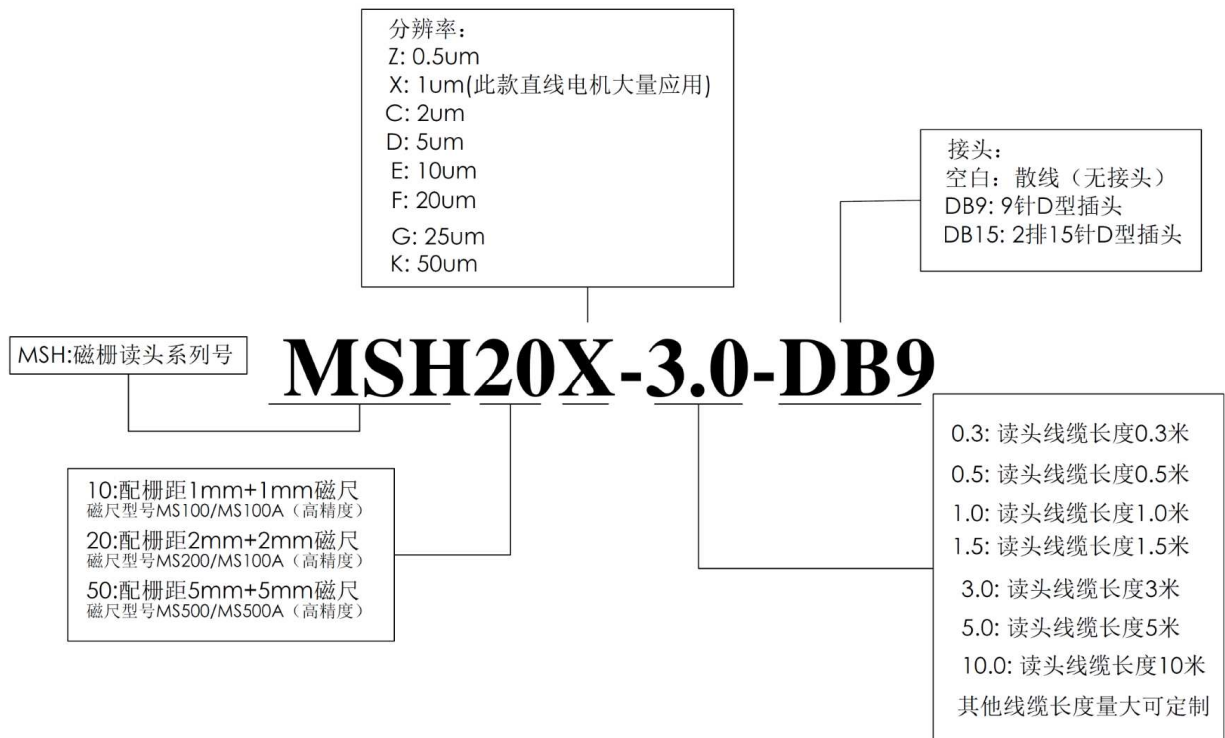 分辨率：
Z: 0.5um
X: 1um(此款直线电机大量应用)
C: 2um
D: 5um
E: 10um
F: 20um
G: 25um
K: 50um
接头：
空白：散线（无接头）
DB9: 9针D型插头
DB15: 2排15针D型插头
MSH:磁栅读头系列号
MSH20X-3.0-DB9
10:配栅距1mm+1mm磁尺
磁尺型号MS100/MS100A（高精度）
20:配栅距2mm+2mm磁尺
磁尺型号MS200/MS100A（高精度）
50:配栅距5mm+5mm磁尺
磁尺型号MS500/MS500A（高精度）
0.3: 读头线缆长度0.3米
0.5: 读头线缆长度0.5米
1.0: 读头线缆长度1.0米
1.5: 读头线缆长度1.5米
3.0: 读头线缆长度3米
5.0: 读头线缆长度5米
10.0: 读头线缆长度10米
其他线缆长度量大可定制